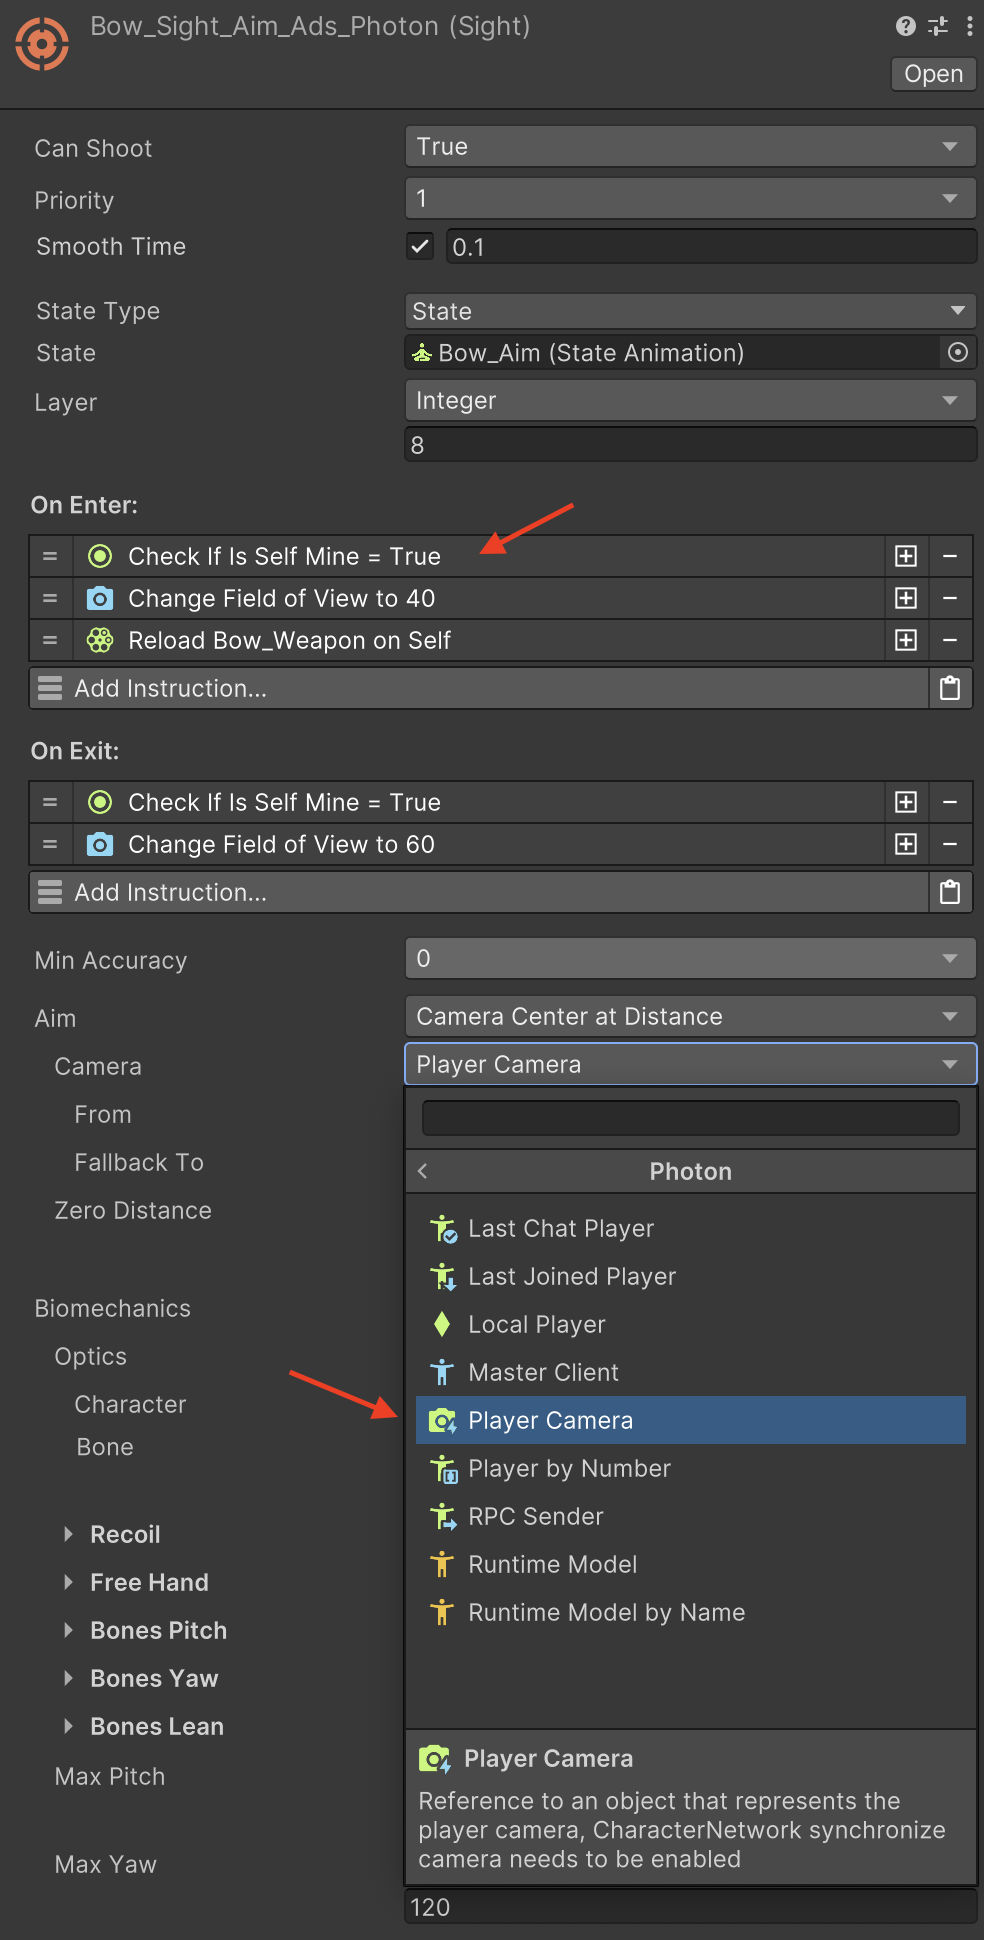 Bow_Sight_Aim_Ads_Photon (Sight)
Open
Can Shoot
True
Priority
1
Smooth Time
0.1
State Type
State
State
Bow_Aim (State Animation)
Layer
Integer
8
On Enter:
Check If Is Self Mine = True
Change Field of View to 40
Reload Bow_Weapon on Self
Add Instruction...
On Exit:
Check If Is Self Mine = True
Change Field of View to 60
Add Instruction...
Min Accuracy
0
Aim
Camera Center at Distance
Camera
Player Camera
From
Fallback To
Zero Distance
Biomechanics
Optics
Character
Bone
Recoil
Free Hand
Bones Pitch
Bones Yaw
Bones Lean
Max Pitch
Max Yaw
Photon
Last Chat Player
Last Joined Player
Local Player
Master Client
Player Camera
Player by Number
RPC Sender
Runtime Model
Runtime Model by Name
Player Camera
Reference to an object that represents the
player camera, CharacterNetwork synchronize
camera needs to be enabled
120